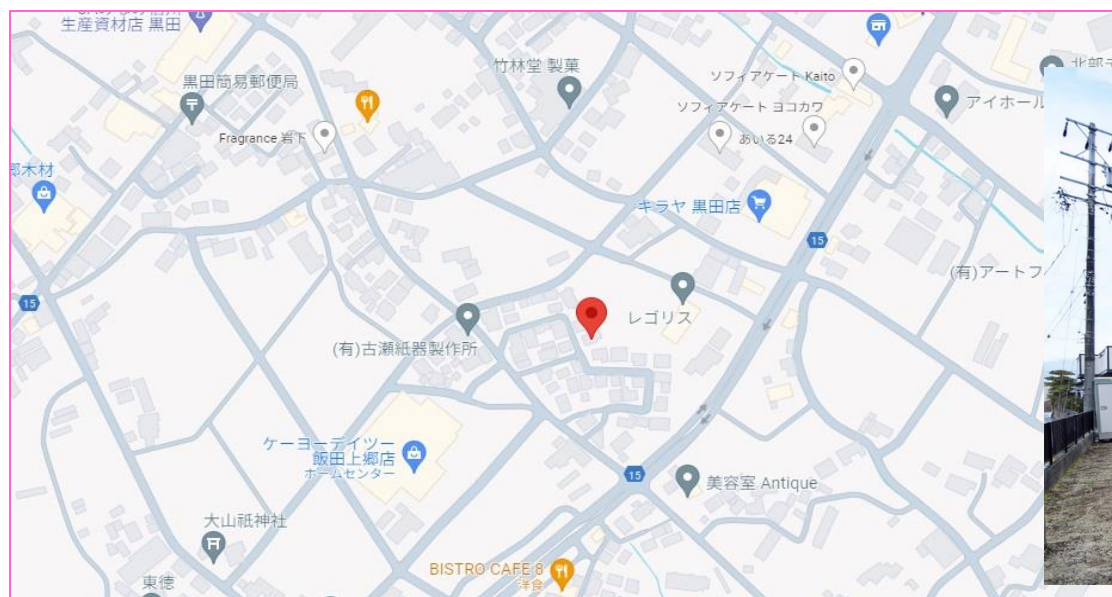 生産資材店 黒田
黒田簡易郵便局
竹林堂 製菓
ソフィアケート Kaito
アイホール
ソフィアケート ヨコカワ
あいる24
Fragrance 岩下
キラヤ 黒田店
15
(有)アートフ
15
レゴリス
(有)古瀬紙器製作所
ケーヨーデイツー
飯田上郷店
ホームセンター
15
美容室 Antique
大山祇神社
BISTRO CAFE 8
洋食
東徳